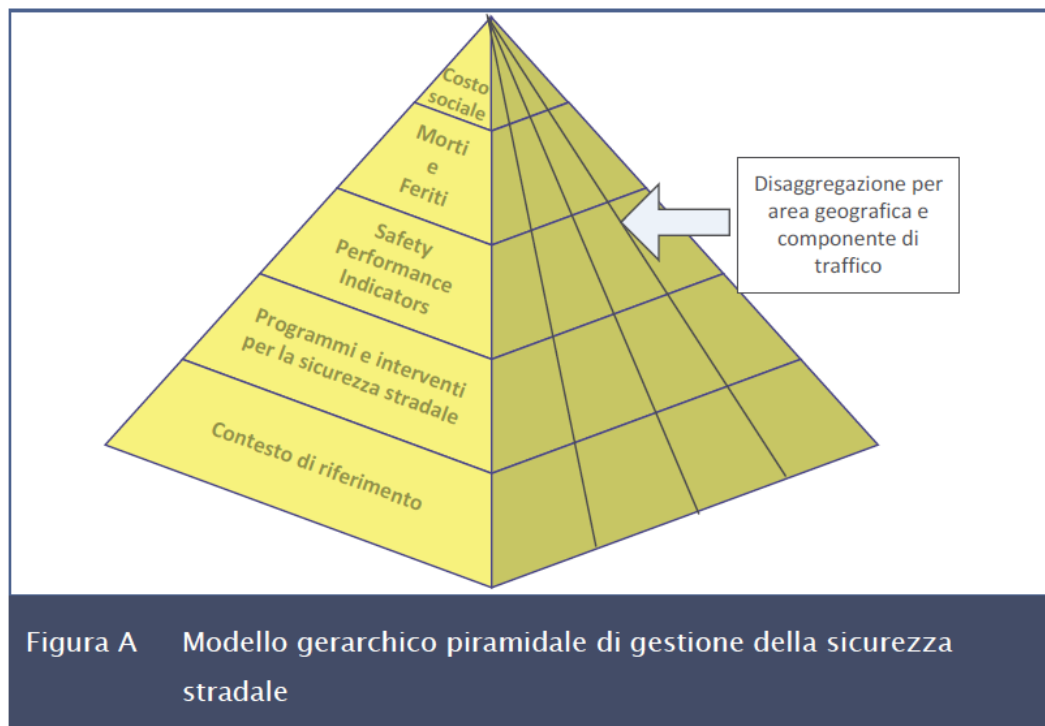 Costo
sociale
Morti
e
Feriti
Safety
Performance
Indicators
Programmi e interventi
per la sicurezza stradale
Contesto di riferimento
Disaggregazione per
area geografica e
componente di
traffico
Figura A Modello gerarchico piramidale di gestione della sicurezza
stradale